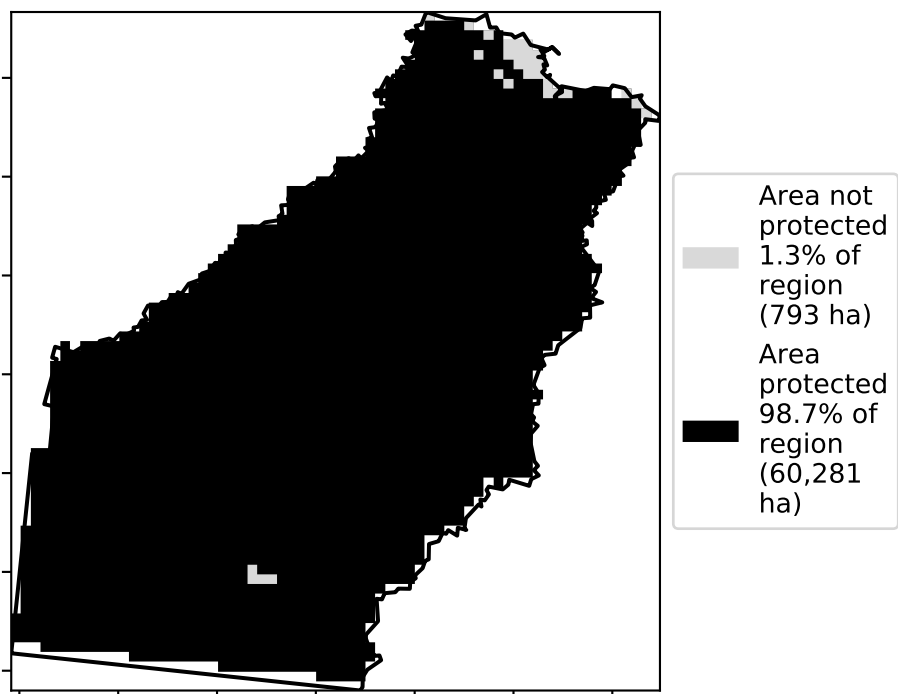 Area not
protected
1.3% of
region
(793 ha)
Area
protected
98.7% of
region
(60,281
ha)